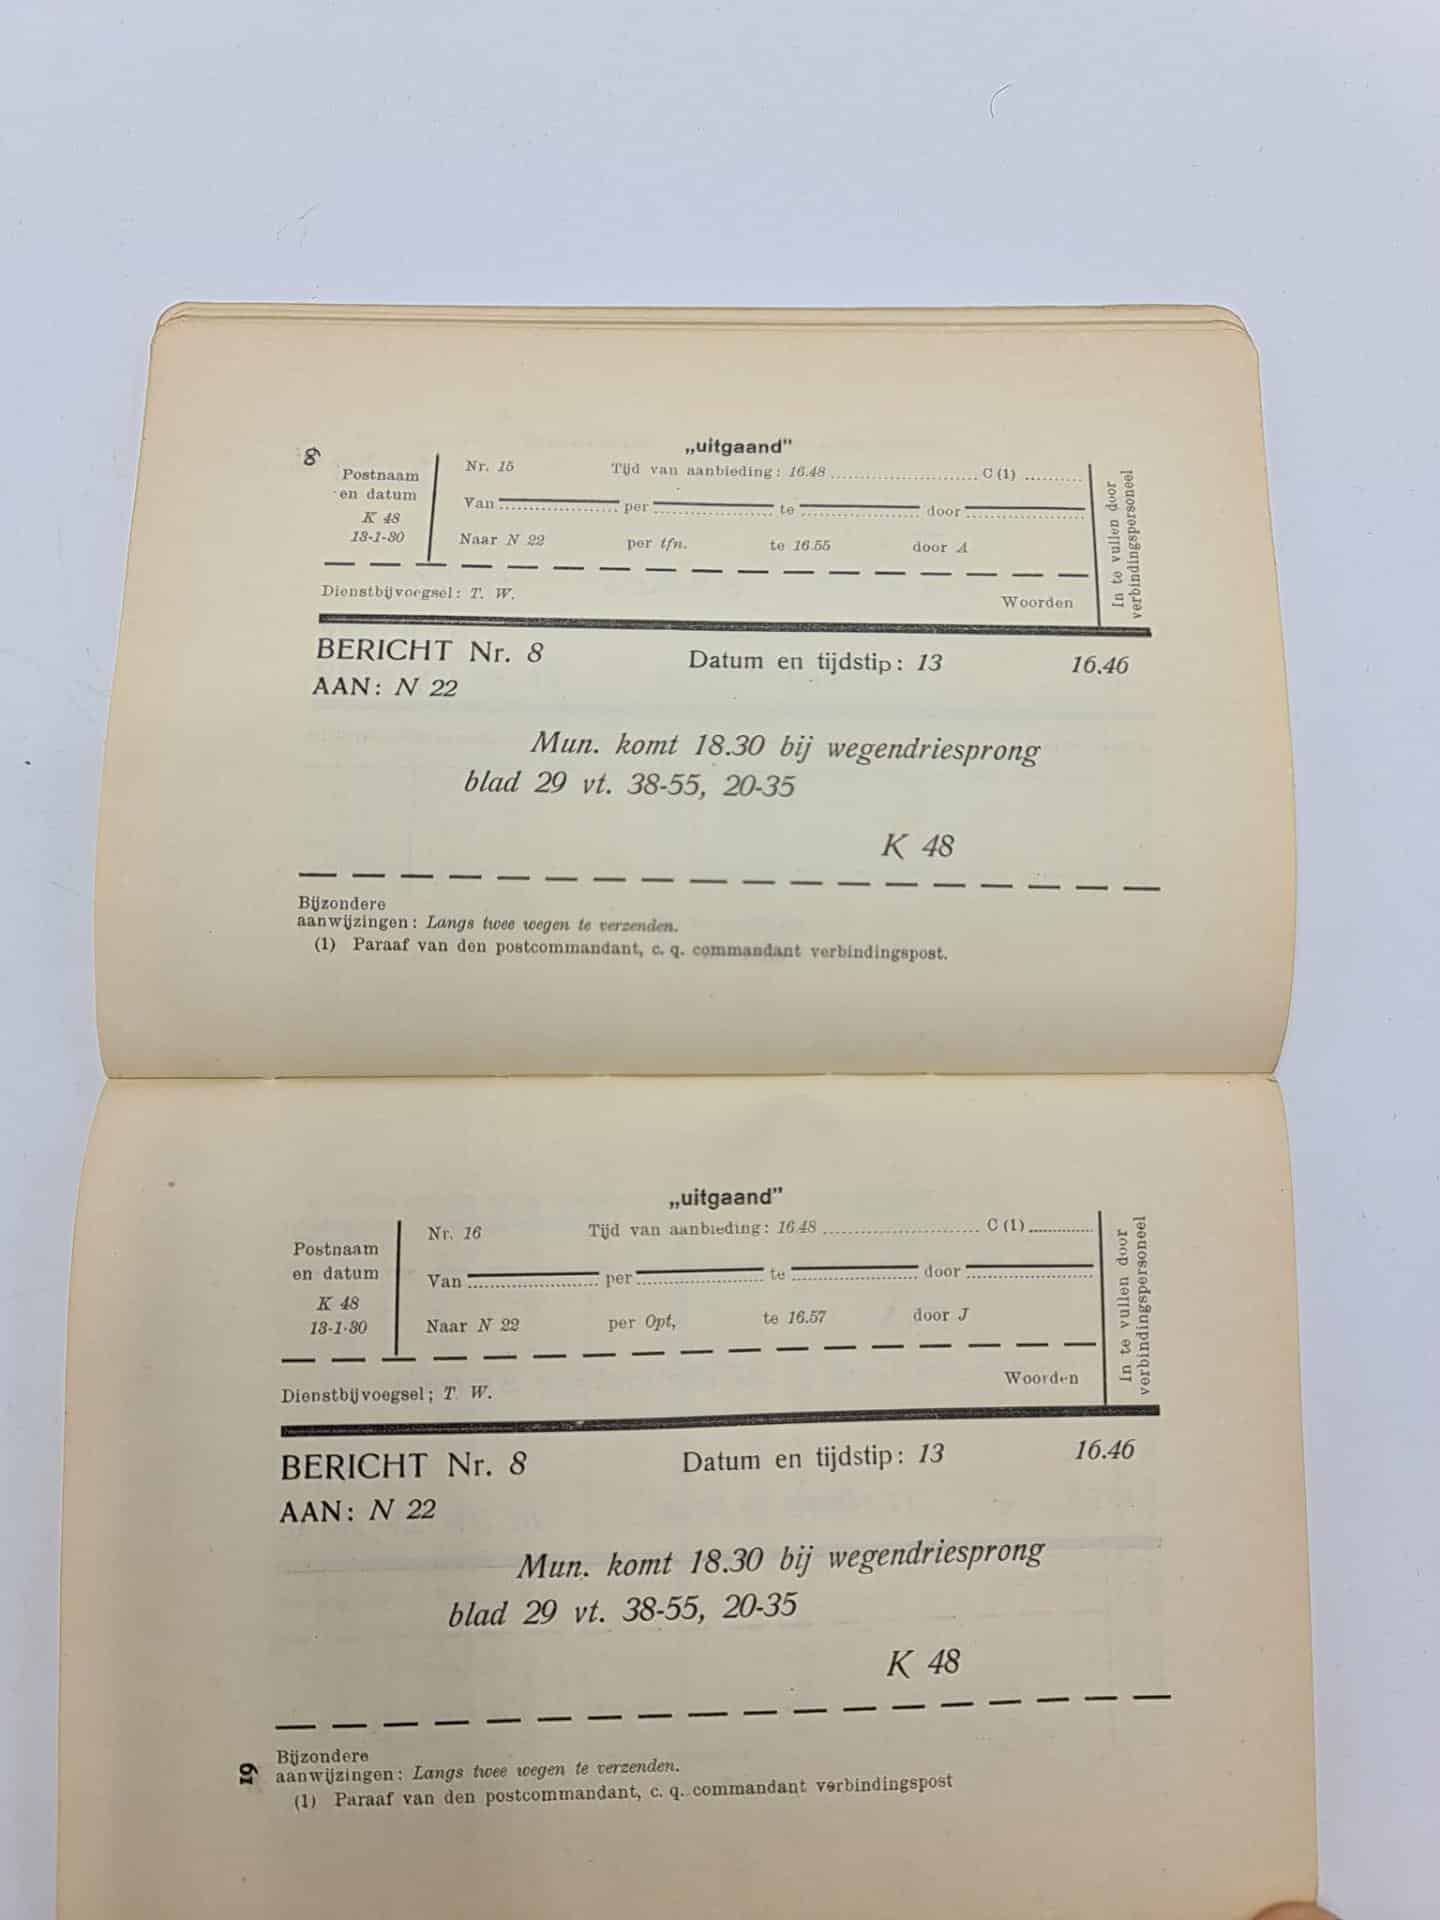 8
„uitgaand"
Postnaam
en datum
K 48
13-1-30
Nr. 15 Tijd van aanbieding: 16.48 C (1)
Van per te door
Naar N 22 per tfn. te 16.55 door A
In te vullen door
verbindingspersoneel
Dienstbijvoegsel: T. W. Woorden
BERICHT Nr. 8 Datum en tijdstip: 13 16.46
AAN: N 22
Mun. komt 18.30 bij wegendriesprong
blad 29 vt. 38-55, 20-35
K 48
Bijzondere
aanwijzingen: Langs twee wegen te verzenden.
(1) Paraaf van den postcommandant, c. q. commandant verbindingspost.
„uitgaand"
Postnaam
en datum
K 48
13-1-30
Nr. 16 Tijd van aanbieding: 16.48 C (1)
Van per te door
Naar N 22 per Opt, te 16.57 door J
In te vullen door
verbindingspersoneel
Dienstbijvoegsel; T. W. Woorden
BERICHT Nr. 8 Datum en tijdstip: 13 16.46
AAN: N 22
Mun. komt 18.30 bij wegendriesprong
blad 29 vt. 38-55, 20-35
K 48
Bijzondere
aanwijzingen: Langs twee wegen te verzenden.
(1) Paraaf van den postcommandant, c. q. commandant verbindingspost
19